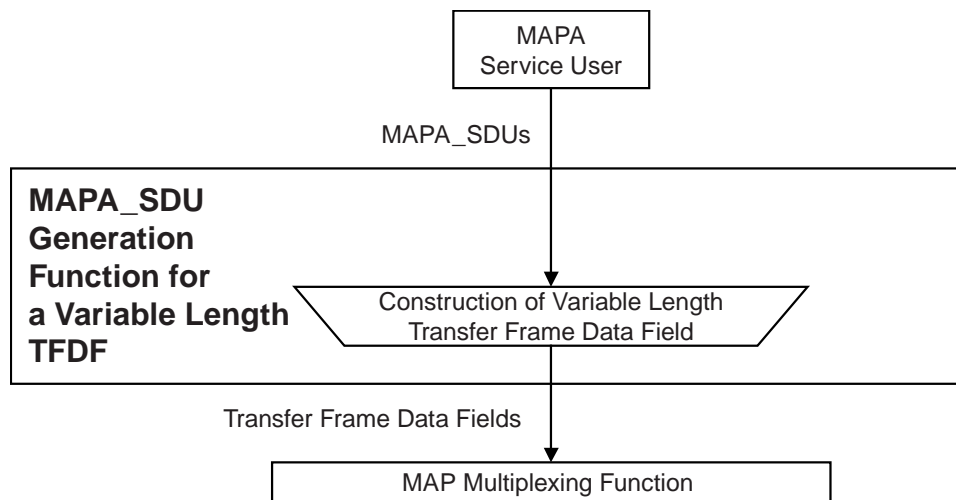 MAPA
Service User
MAPA_SDUs
MAPA_SDU
Generation
Function for
a Variable Length
TFDF
Construction of Variable Length
Transfer Frame Data Field
Transfer Frame Data Fields
MAP Multiplexing Function